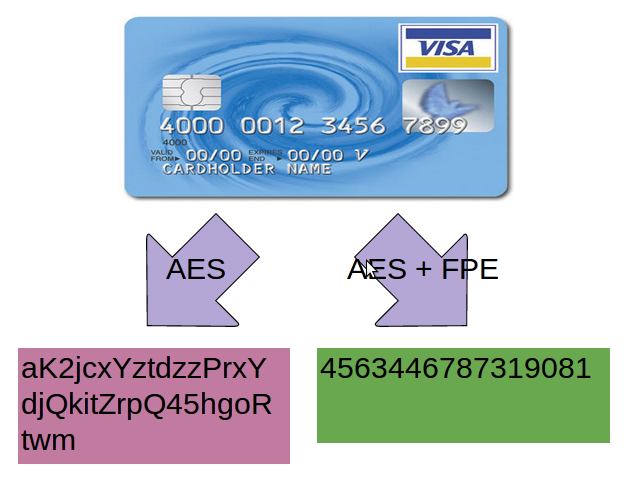 VISA
4000 0012 3456 7899
4000
VALID FROM▶ 00/00 EXPIRES END ▶ 00/00 V
CARDHOLDER NAME
AES
AES + FPE
aK2jcxYztdzzPrxY
djQkitZrpQ45hgoR
twm
4563446787319081